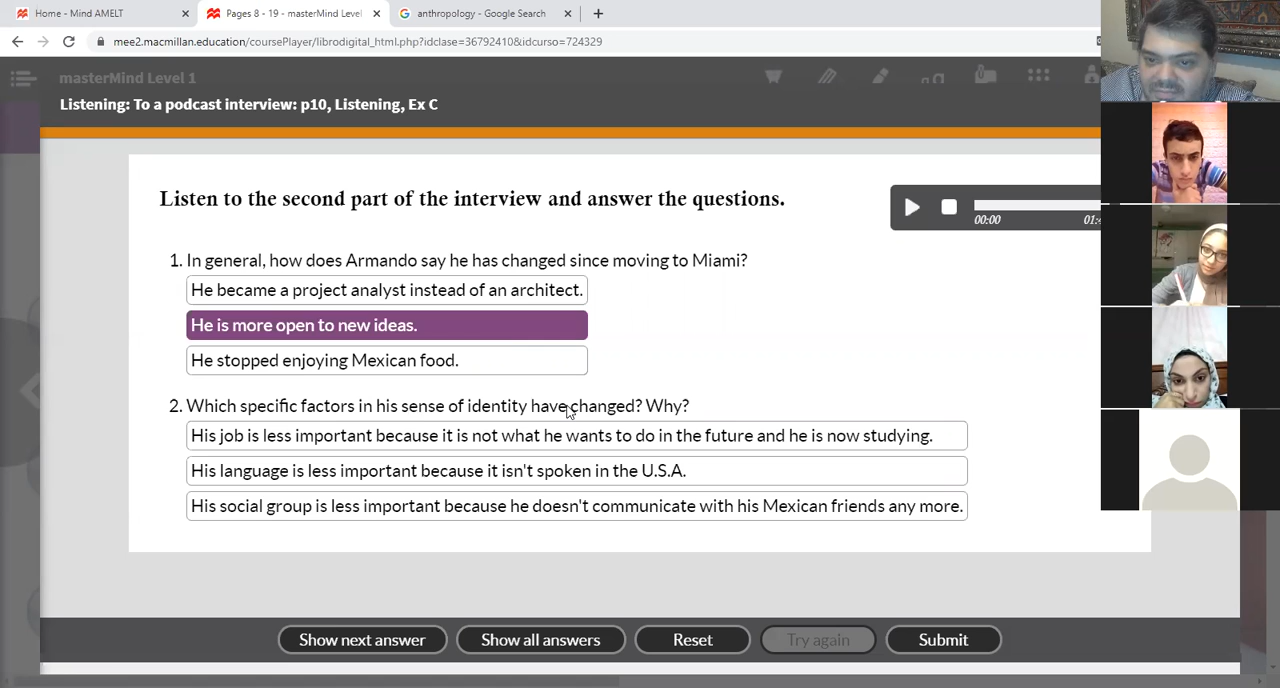 Home - Mind AMELT
Pages 8 - 19 - masterMind Level
anthropology - Google Search
mee2.macmillan.education/coursePlayer/librodigital_html.php?idclase=36792410&idcurso=724329
masterMind Level 1
Listening: To a podcast interview: p10, Listening, Ex C
Listen to the second part of the interview and answer the questions.
00:00
01:4
1. In general, how does Armando say he has changed since moving to Miami?
He became a project analyst instead of an architect.
He is more open to new ideas.
He stopped enjoying Mexican food.
2. Which specific factors in his sense of identity have changed? Why?
His job is less important because it is not what he wants to do in the future and he is now studying.
His language is less important because it isn't spoken in the U.S.A.
His social group is less important because he doesn't communicate with his Mexican friends any more.
Show next answer
Show all answers
Reset
Try again
Submit